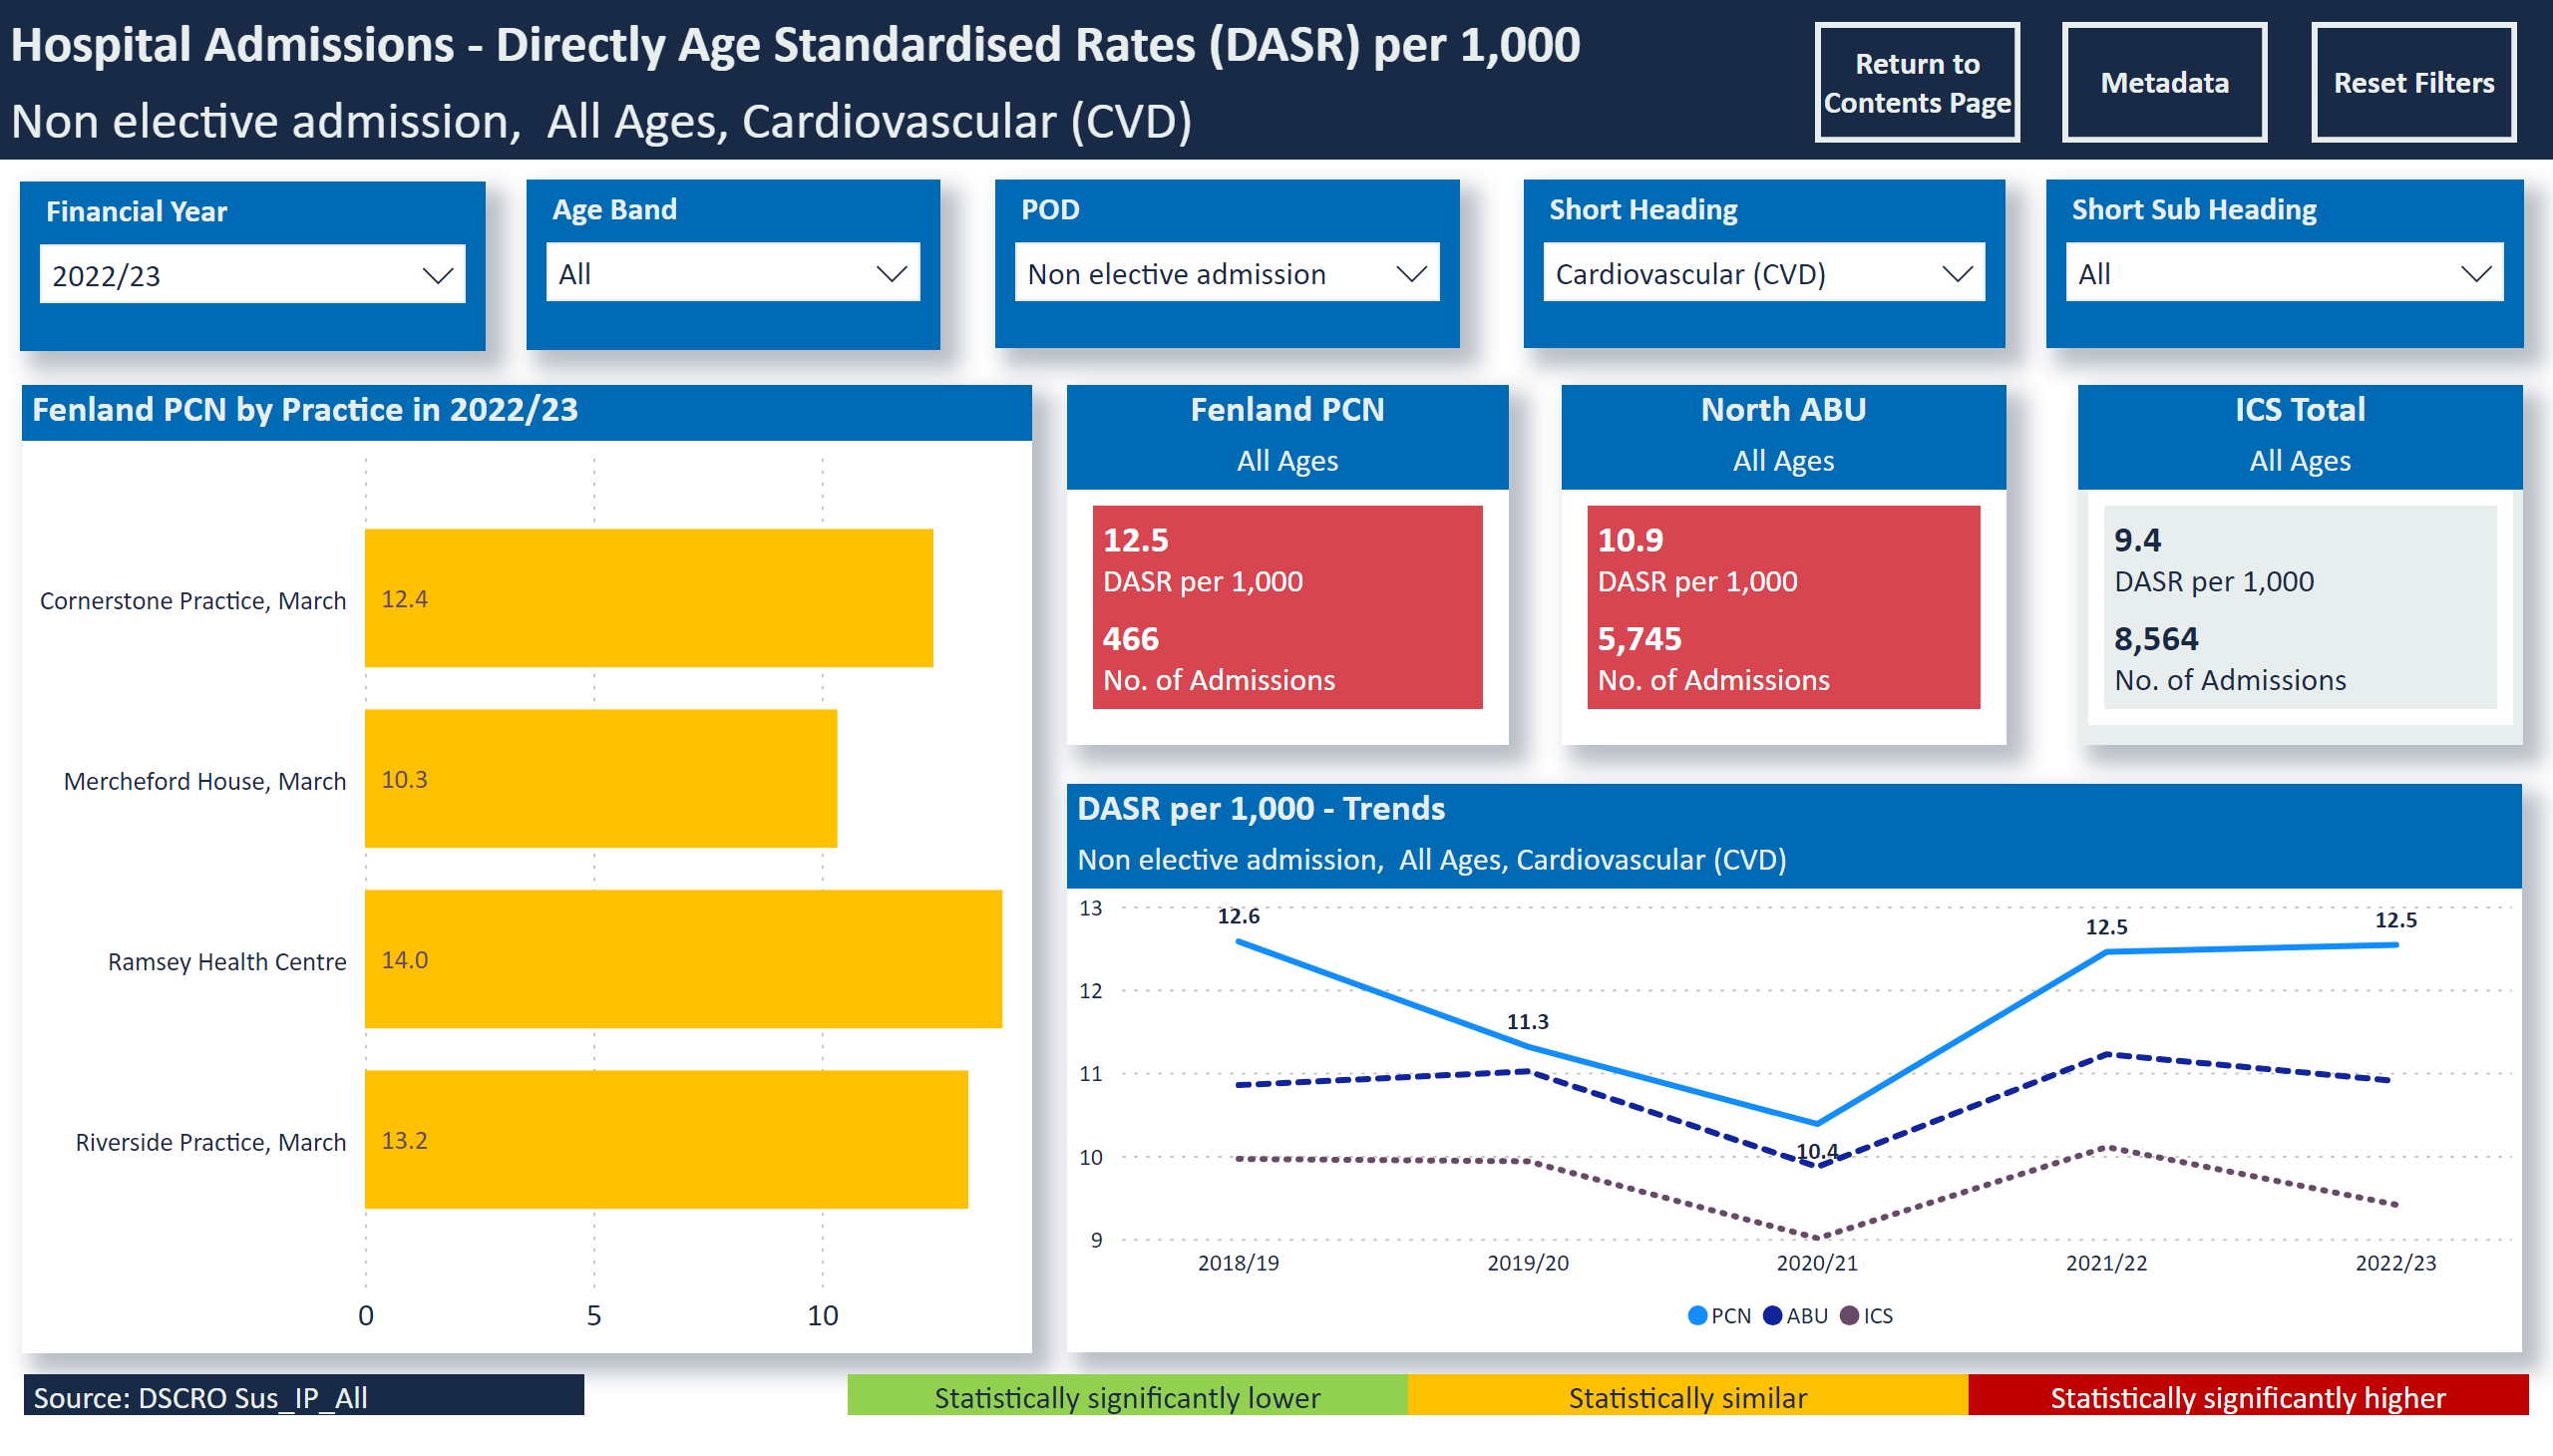 Hospital Admissions - Directly Age Standardised Rates (DASR) per 1,000
Non elective admission,  All Ages, Cardiovascular (CVD)
Return to
Contents Page
Metadata
Reset Filters
Financial Year
2022/23
Age Band
All
POD
Non elective admission
Short Heading
Cardiovascular (CVD)
Short Sub Heading
All
Fenland PCN by Practice in 2022/23
Cornerstone Practice, March
12.4
Mercheford House, March
10.3
Ramsey Health Centre
14.0
Riverside Practice, March
13.2
0 5 10
Fenland PCN
All Ages
12.5
DASR per 1,000
466
No. of Admissions
North ABU
All Ages
10.9
DASR per 1,000
5,745
No. of Admissions
ICS Total
All Ages
9.4
DASR per 1,000
8,564
No. of Admissions
DASR per 1,000 - Trends
Non elective admission,  All Ages, Cardiovascular (CVD)
13
12
11
10
9
12.6
11.3
10.4
12.5
12.5
2018/19 2019/20 2020/21 2021/22 2022/23
PCN ABU ICS
Source: DSCRO Sus_IP_All
Statistically significantly lower
Statistically similar
Statistically significantly higher